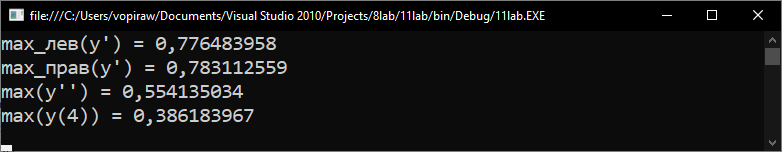 file:///C:/Users/vopiraw/Documents/Visual Studio 2010/Projects/8lab/11lab/bin/Debug/11lab.EXE
max_лев(y') = 0,776483958
max_прав(y') = 0,783112559
max(y'') = 0,554135034
max(y(4)) = 0,386183967